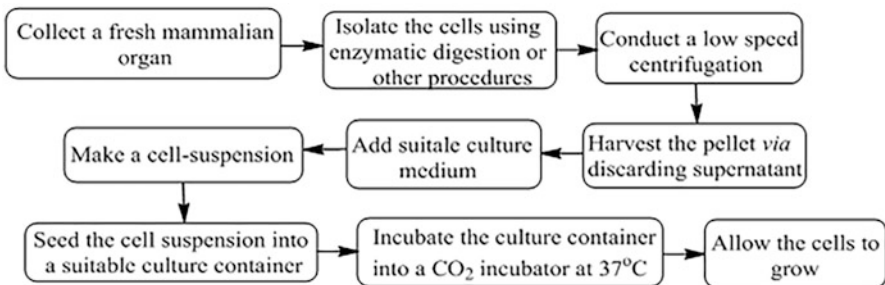 Collect a fresh mammalian
organ
Isolate the cells using
enzymatic digestion or
other procedures
Conduct a low speed
centrifugation
Harvest the pellet via
discarding supernatant
Add suitale culture
medium
Make a cell-suspension
Seed the cell suspension into
a suitable culture container
Incubate the culture container
into a CO₂ incubator at 37°C
Allow the cells to
grow